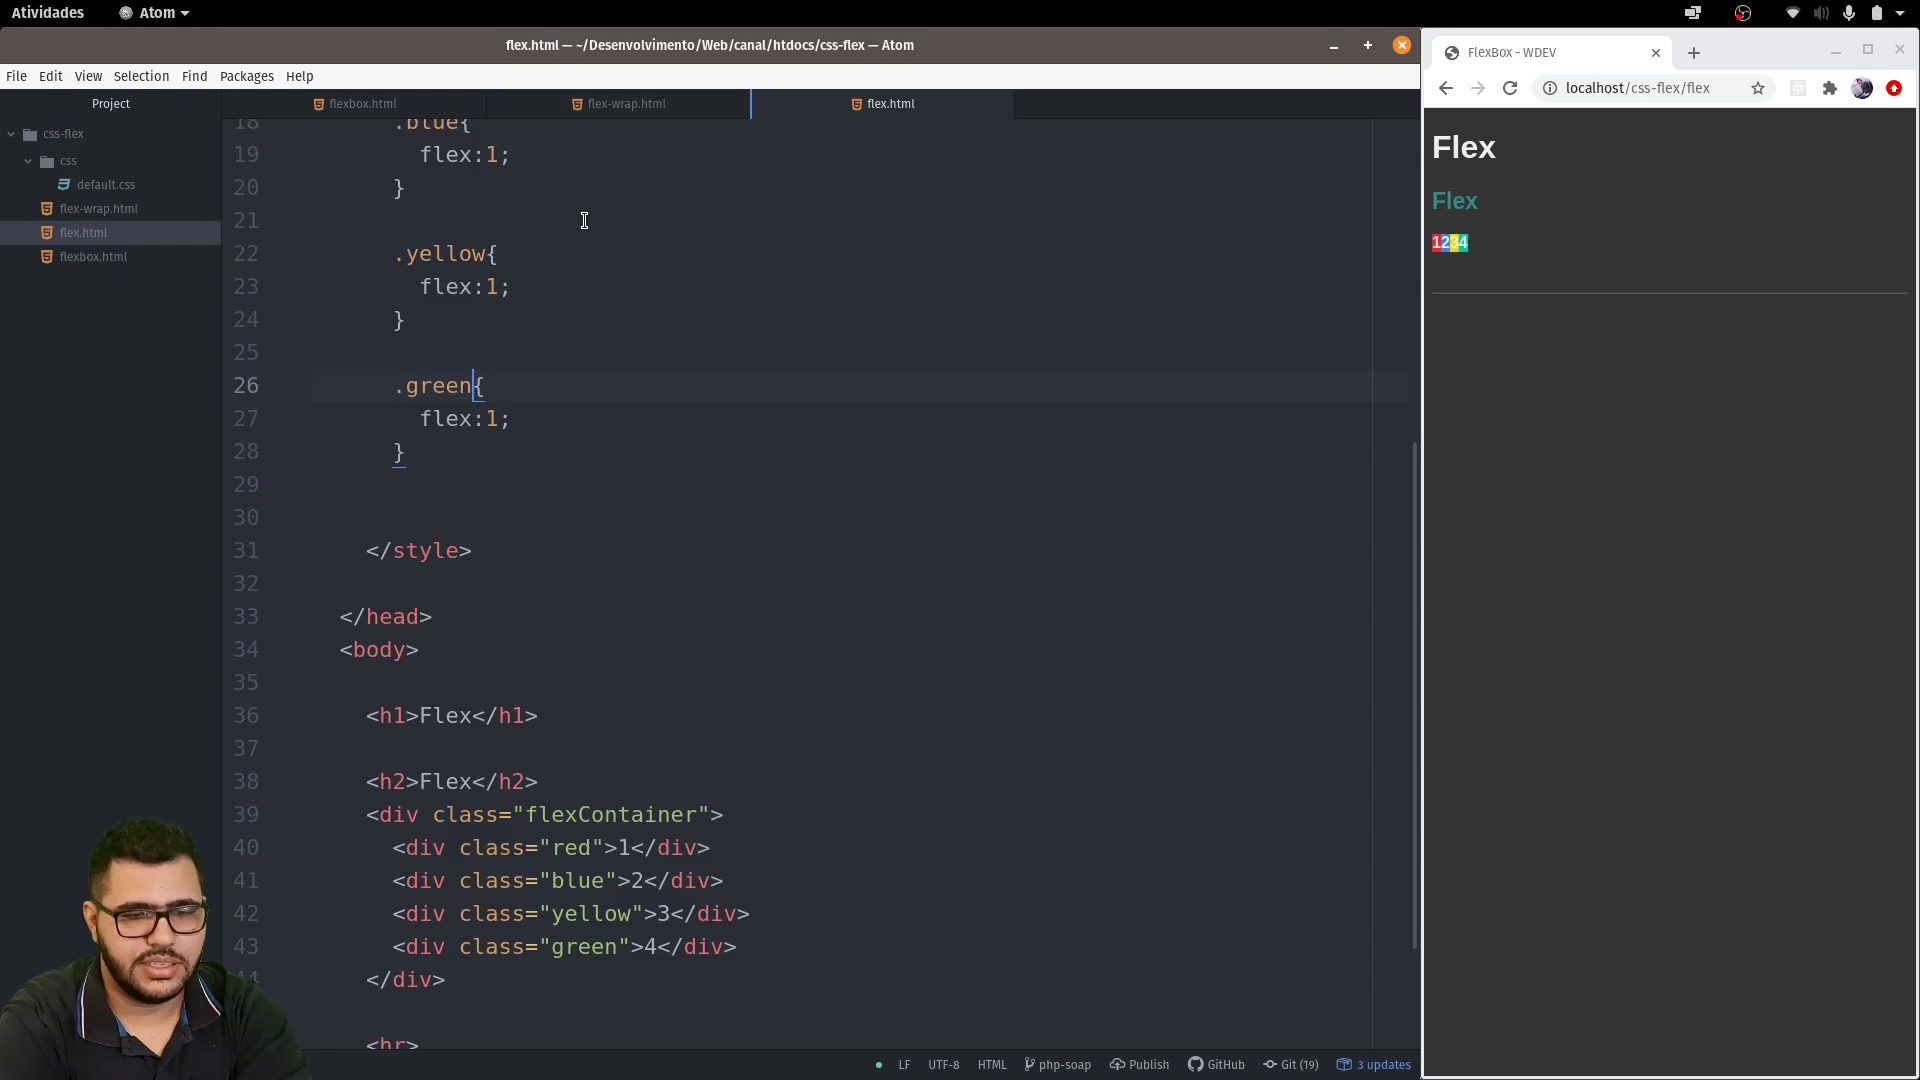 Atividades
Atom
flex.html — ~/Desenvolvimento/Web/canal/htdocs/css-flex — Atom
File Edit View Selection Find Packages Help
Project
css-flex
css
default.css
flex-wrap.html
flex.html
flexbox.html
flexbox.html
flex-wrap.html
flex.html
18 .blue{
19 flex:1;
20 }
21
22 .yellow{
23 flex:1;
24 }
25
26 .green{
27 flex:1;
28 }
29
30
31 </style>
32
33 </head>
34 <body>
35
36 <h1>Flex</h1>
37
38 <h2>Flex</h2>
39 <div class="flexContainer">
40 <div class="red">1</div>
41 <div class="blue">2</div>
42 <div class="yellow">3</div>
43 <div class="green">4</div>
44 </div>
<hr>
LF UTF-8 HTML php-soap Publish GitHub Git (19) 3 updates
FlexBox - WDEV
localhost/css-flex/flex
Flex
Flex
1234